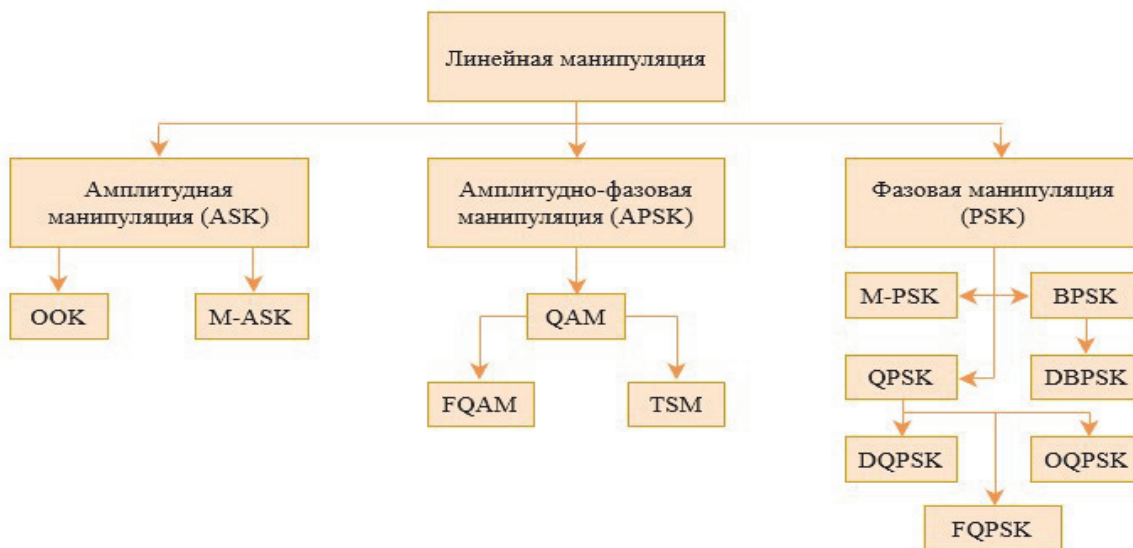 Линейная манипуляция
Амплитудная
манипуляция (ASK)
Амплитудно-фазовая
манипуляция (APSK)
Фазовая манипуляция
(PSK)
OOK
M-ASK
QAM
M-PSK
BPSK
FQAM
TSM
QPSK
DBPSK
DQPSK
OQPSK
FQPSK